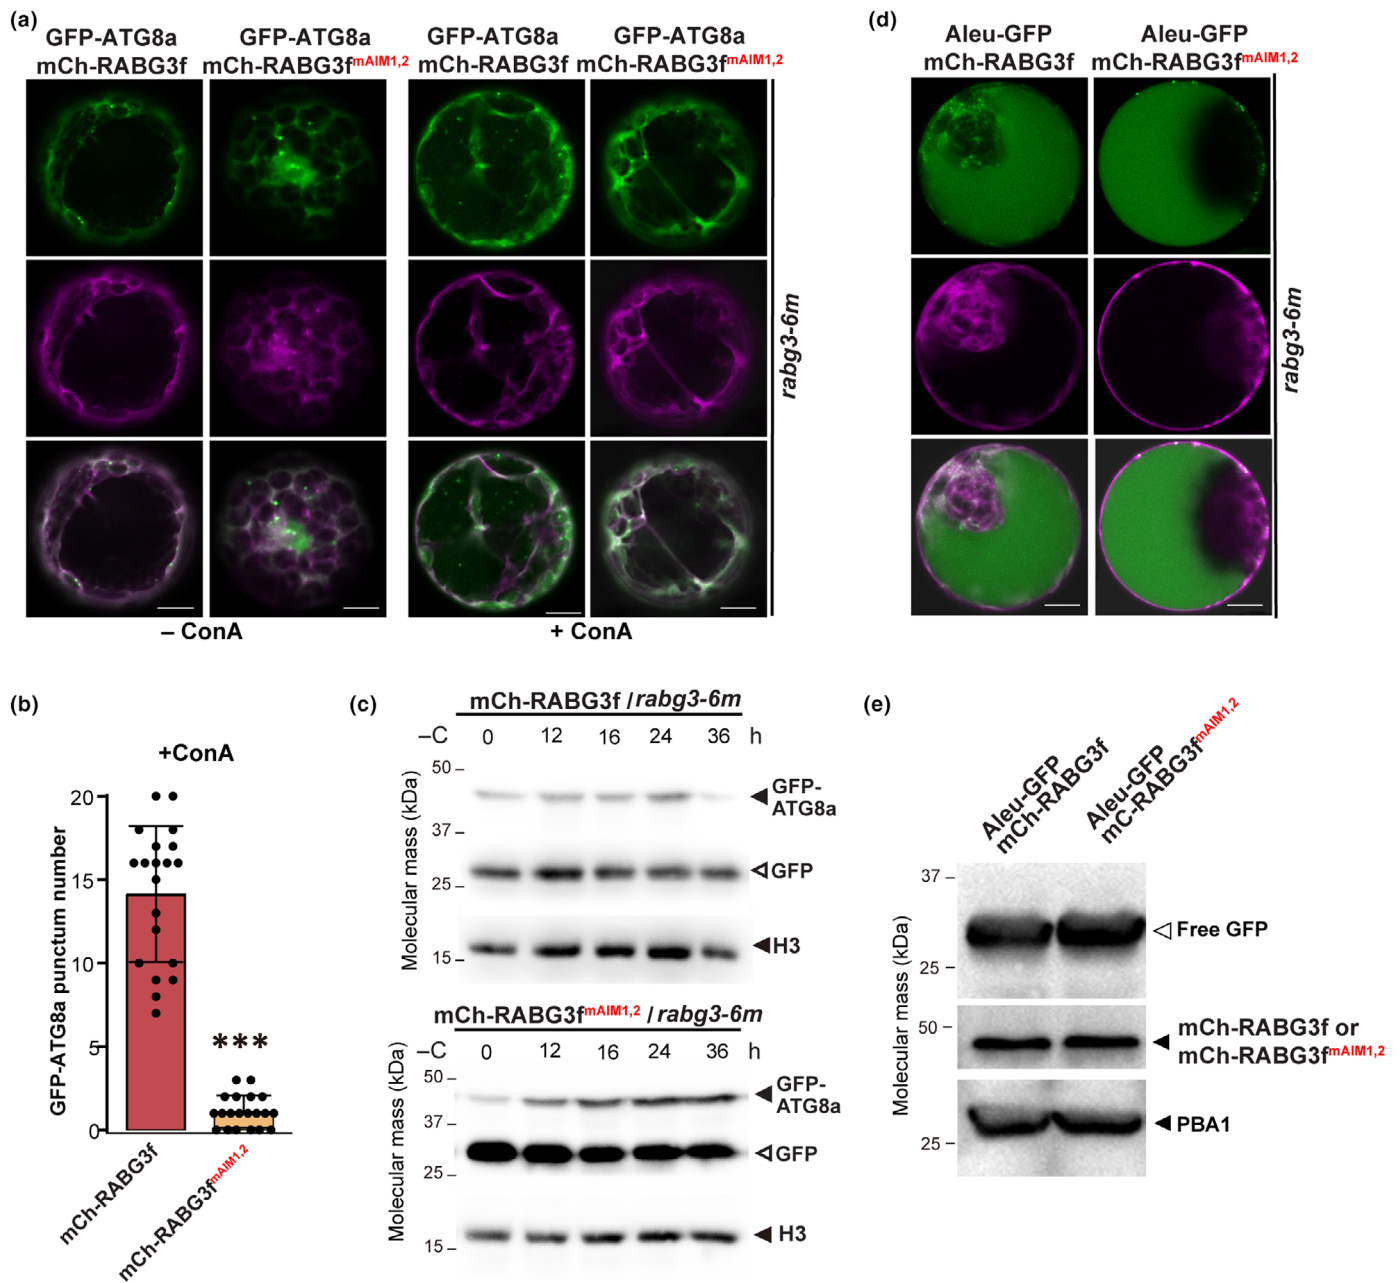 (a)
GFP-ATG8a
mCh-RABG3f
GFP-ATG8a
mCh-RABG3fmAIM1,2
GFP-ATG8a
mCh-RABG3f
GFP-ATG8a
mCh-RABG3fmAIM1,2
rabg3-6m
– ConA
+ ConA
(d)
Aleu-GFP
mCh-RABG3f
Aleu-GFP
mCh-RABG3fmAIM1,2
rabg3-6m
(b)
+ConA
GFP-ATG8a punctum number
20
15
10
5
0
***
mCh-RABG3f
mCh-RABG3fmAIM1,2
(c)
mCh-RABG3f /rabg3-6m
–C 0 12 16 24 36 h
Molecular mass (kDa)
50
37
25
15
GFP-
ATG8a
GFP
H3
mCh-RABG3fmAIM1,2 /rabg3-6m
–C 0 12 16 24 36 h
Molecular mass (kDa)
50
37
25
15
GFP-
ATG8a
GFP
H3
(e)
Aleu-GFP
mCh-RABG3f
Aleu-GFP
mC-RABG3fmAIM1,2
Molecular mass (kDa)
37
25
50
25
Free GFP
mCh-RABG3f or
mCh-RABG3fmAIM1,2
PBA1